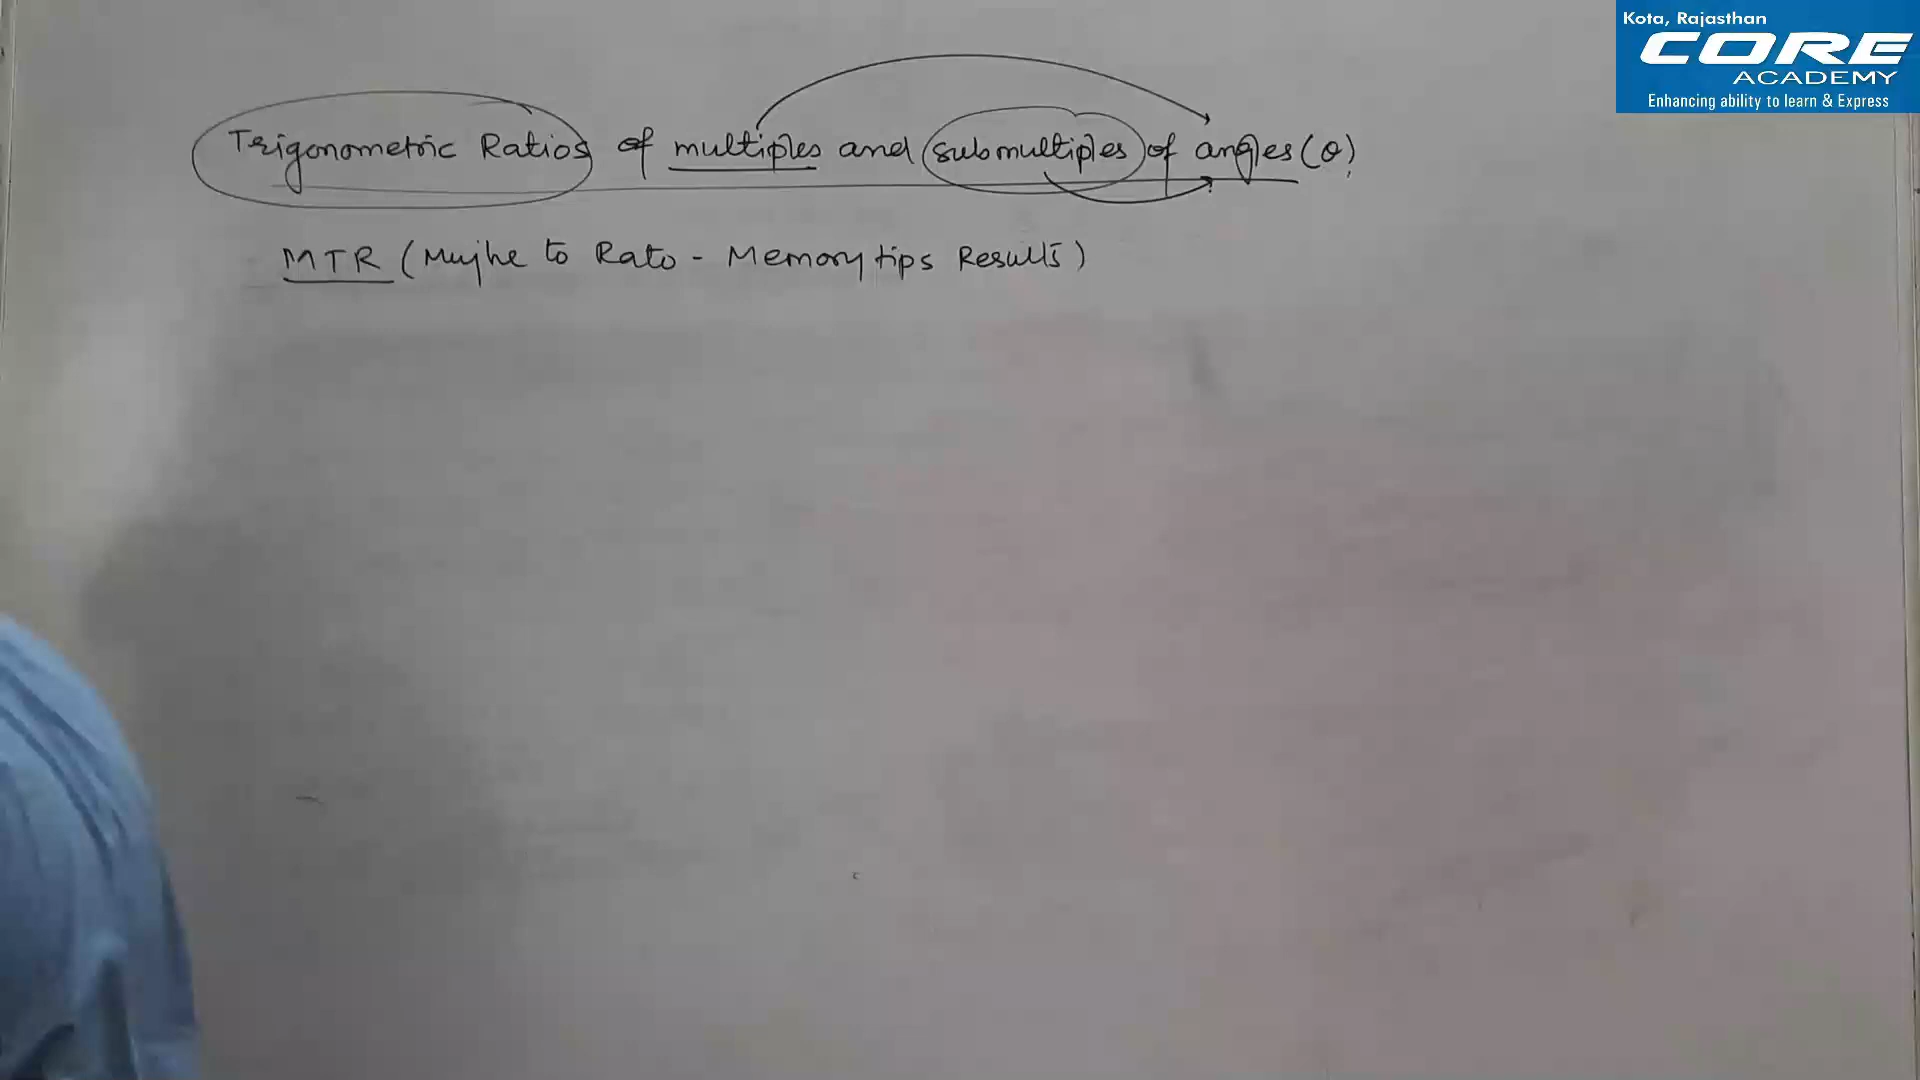 Kota, Rajasthan
CORE
ACADEMY
Enhancing ability to learn & Express
Trigonometric Ratios of multiples and submultiples of angles (θ)
MTR (Mujhe to Rato - Memory tips Results)